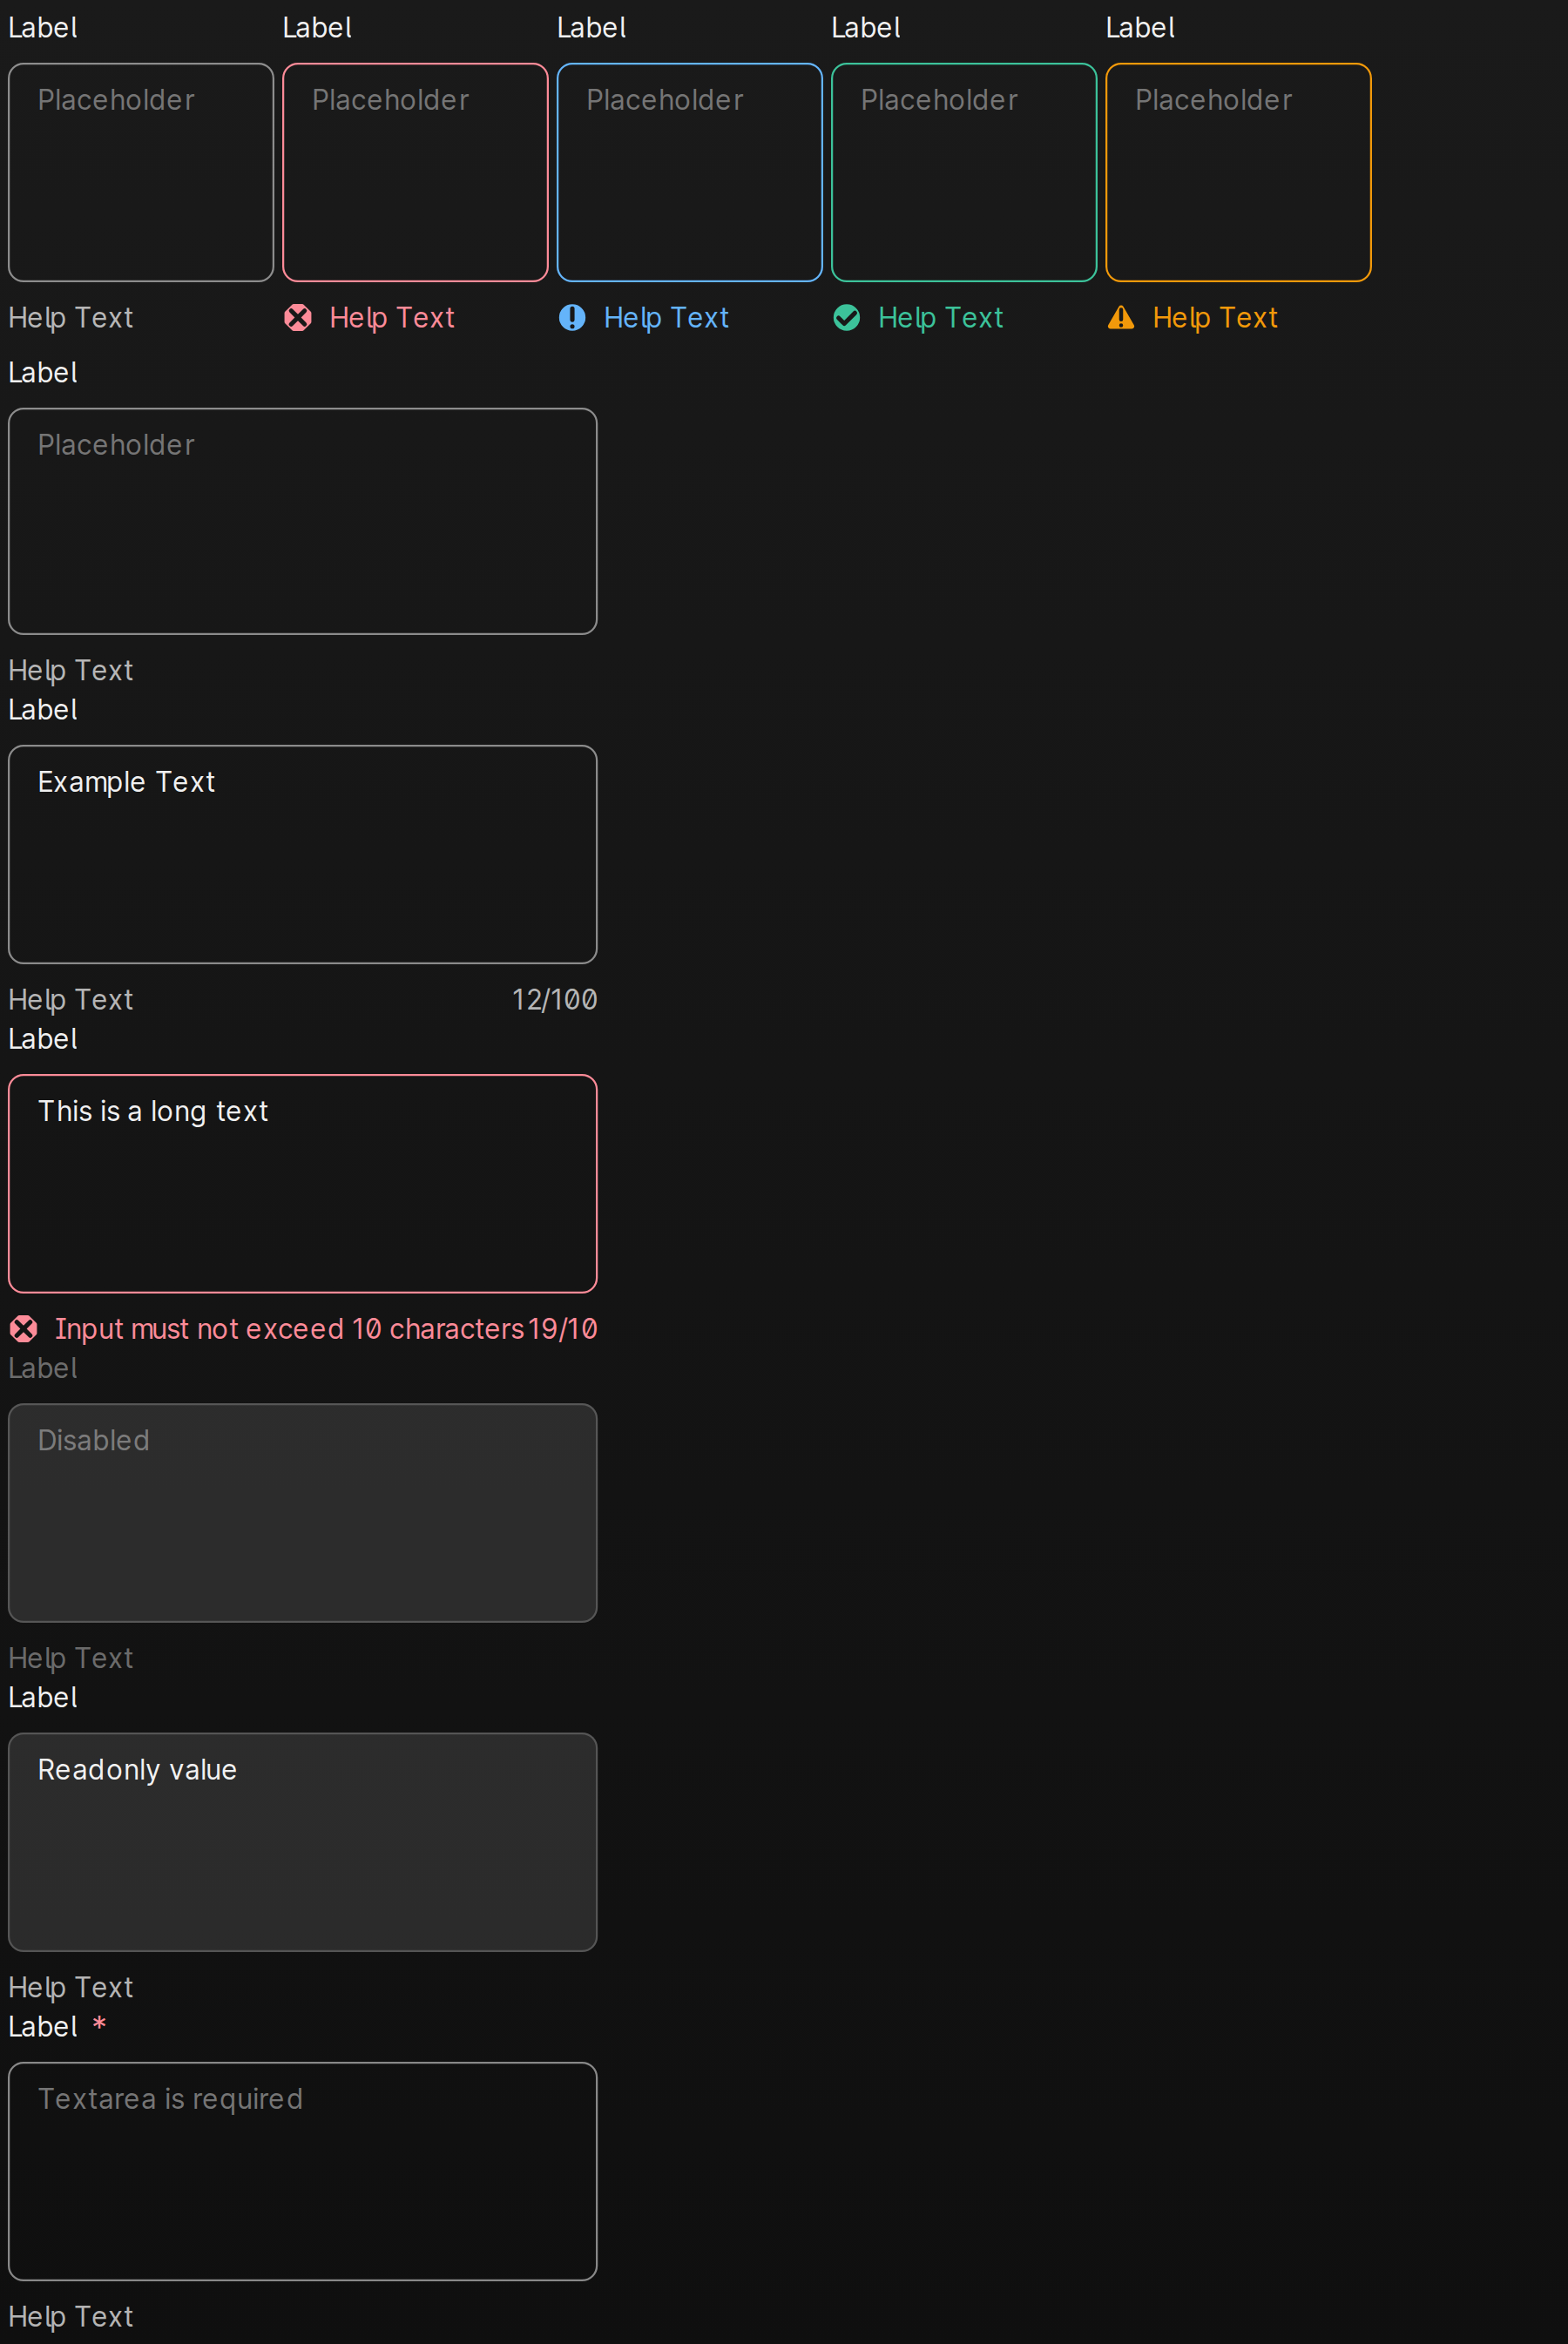 Label Label Label Label Label
Placeholder Placeholder Placeholder Placeholder Placeholder
Help Text Help Text Help Text Help Text Help Text
Label
Placeholder
Help Text
Label
Example Text
Help Text 12/100
Label
This is a long text
Input must not exceed 10 characters 19/10
Label
Disabled
Help Text
Label
Readonly value
Help Text
Label *
Textarea is required
Help Text